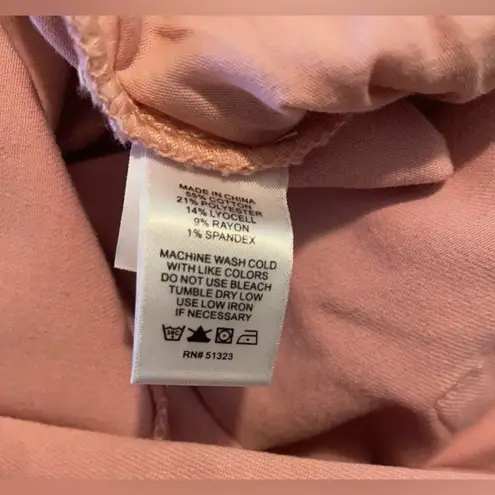 MADE IN CHINA
55% COTTON
21% POLYESTER
14% LYOCELL
9% RAYON
1% SPANDEX
MACHINE WASH COLD
WITH LIKE COLORS
DO NOT USE BLEACH
TUMBLE DRY LOW
USE LOW IRON
IF NECESSARY
30C
RN# 51323